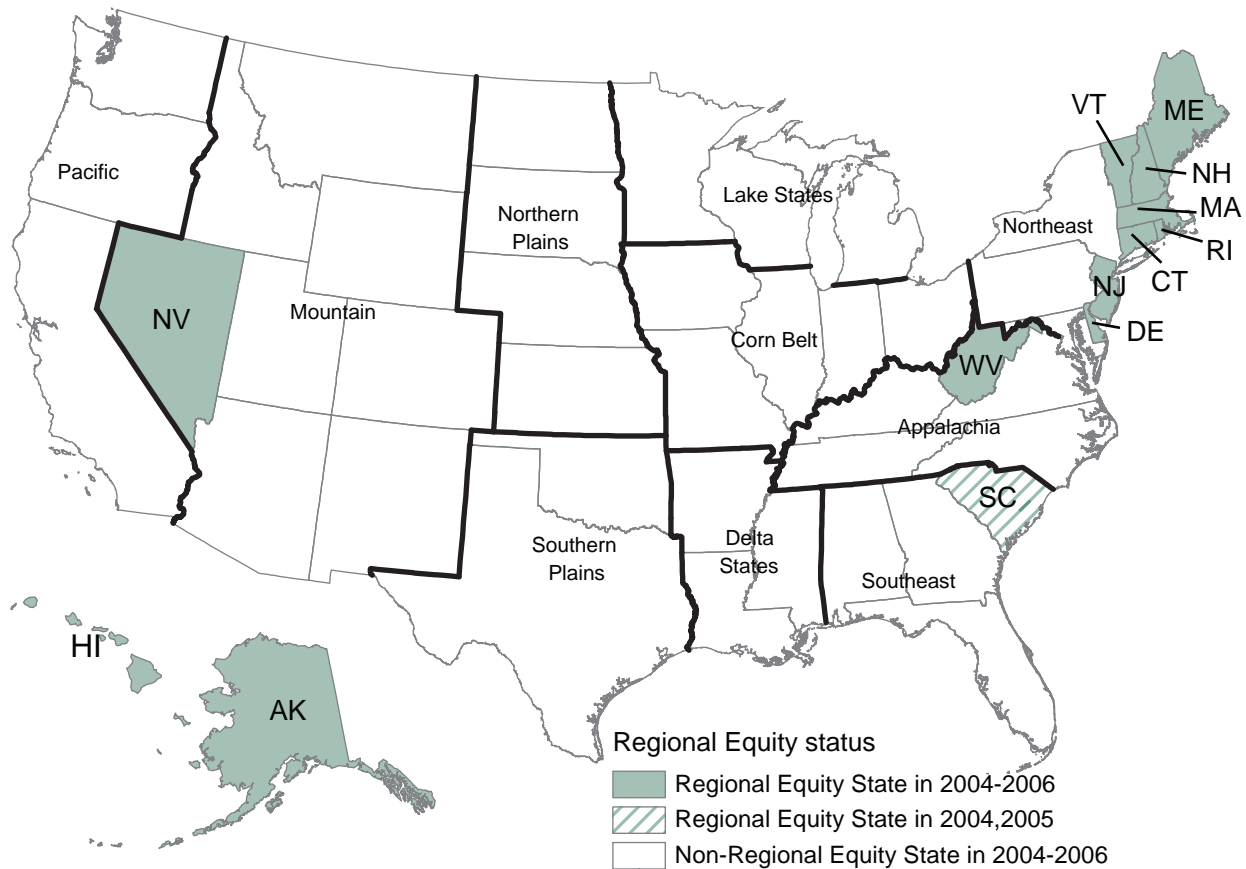 ME
VT
NH
Pacific
Lake States
MA
Northern
Plains
Northeast
RI
CT
NJ
NV
Mountain
DE
Corn Belt
WV
Appalachia
SC
Delta
States
Southern
Plains
Southeast
HI
AK
Regional Equity status
Regional Equity State in 2004-2006
Regional Equity State in 2004,2005
Non-Regional Equity State in 2004-2006